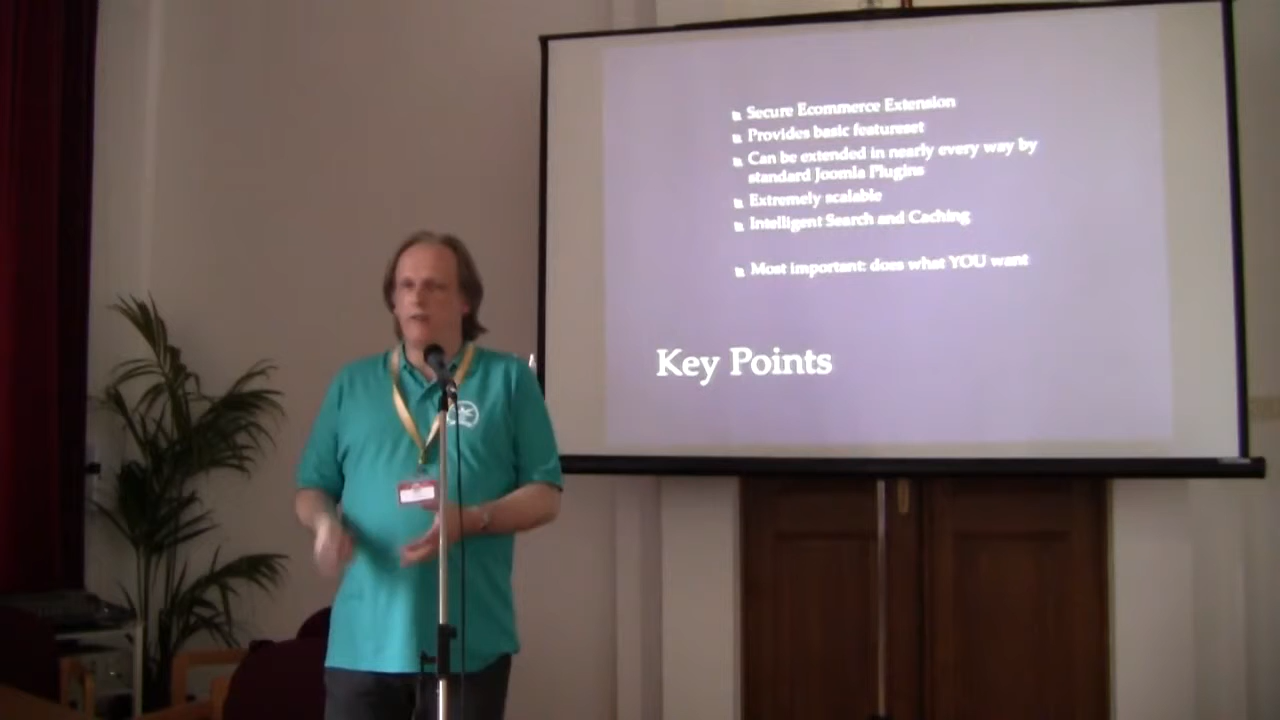 Secure Ecommerce Extension
Provides basic featureset
Can be extended in nearly every way by
standard Joomla Plugins
Extremely scalable
Intelligent Search and Caching
Most important: does what YOU want
Key Points